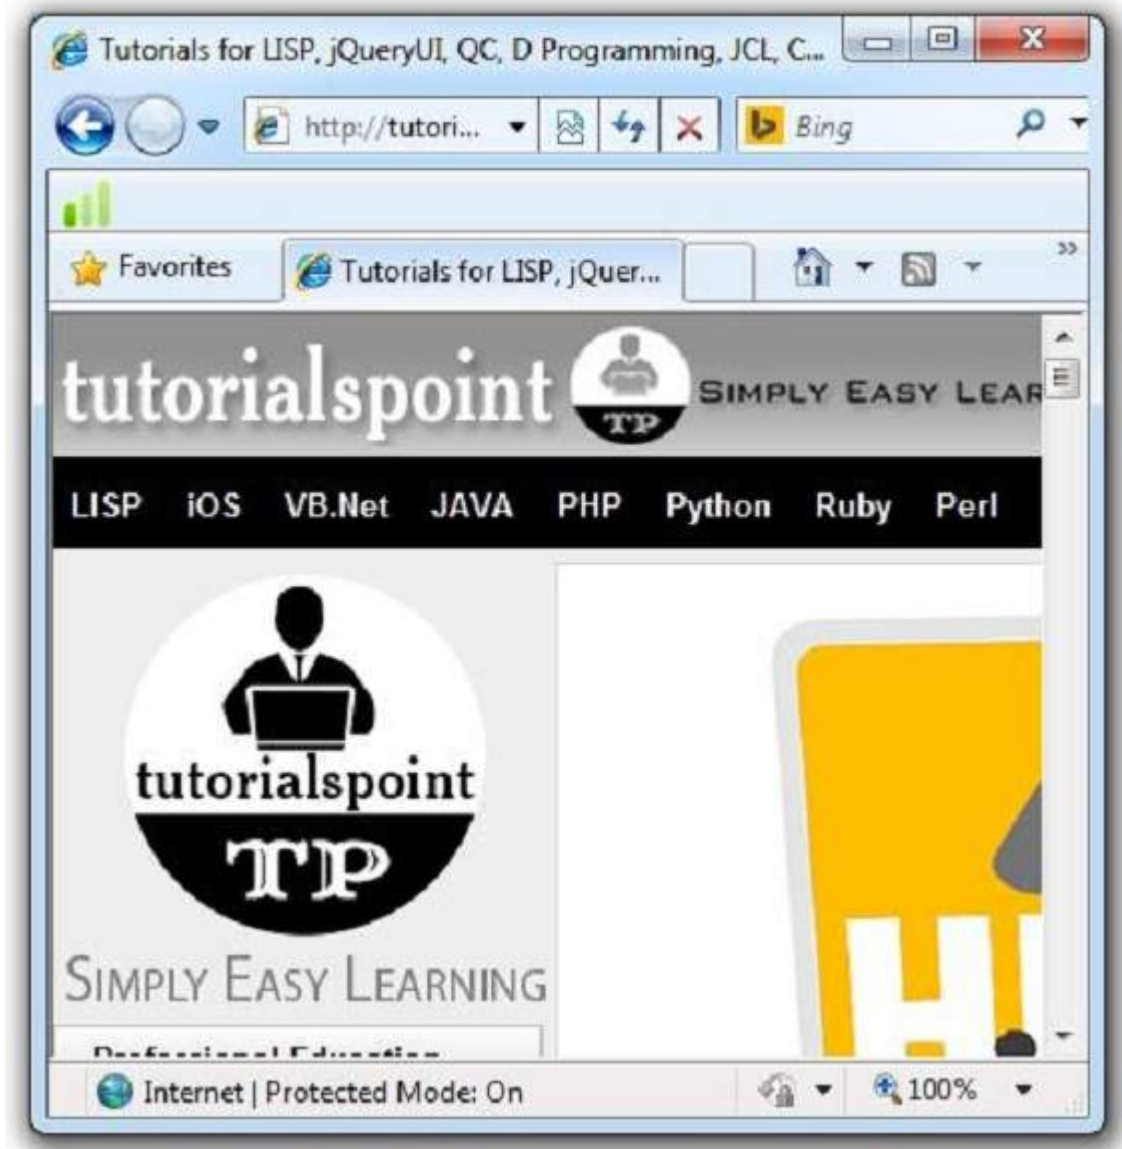 Tutorials for LISP, jQueryUI, QC, D Programming, JCL, C...
http://tutori... Bing
Favorites Tutorials for LISP, jQuer... »
tutorialspoint TP SIMPLY EASY LEAR
LISP iOS VB.Net JAVA PHP Python Ruby Perl
tutorialspoint
TP
SIMPLY EASY LEARNING
Professional Education
Internet | Protected Mode: On 100%